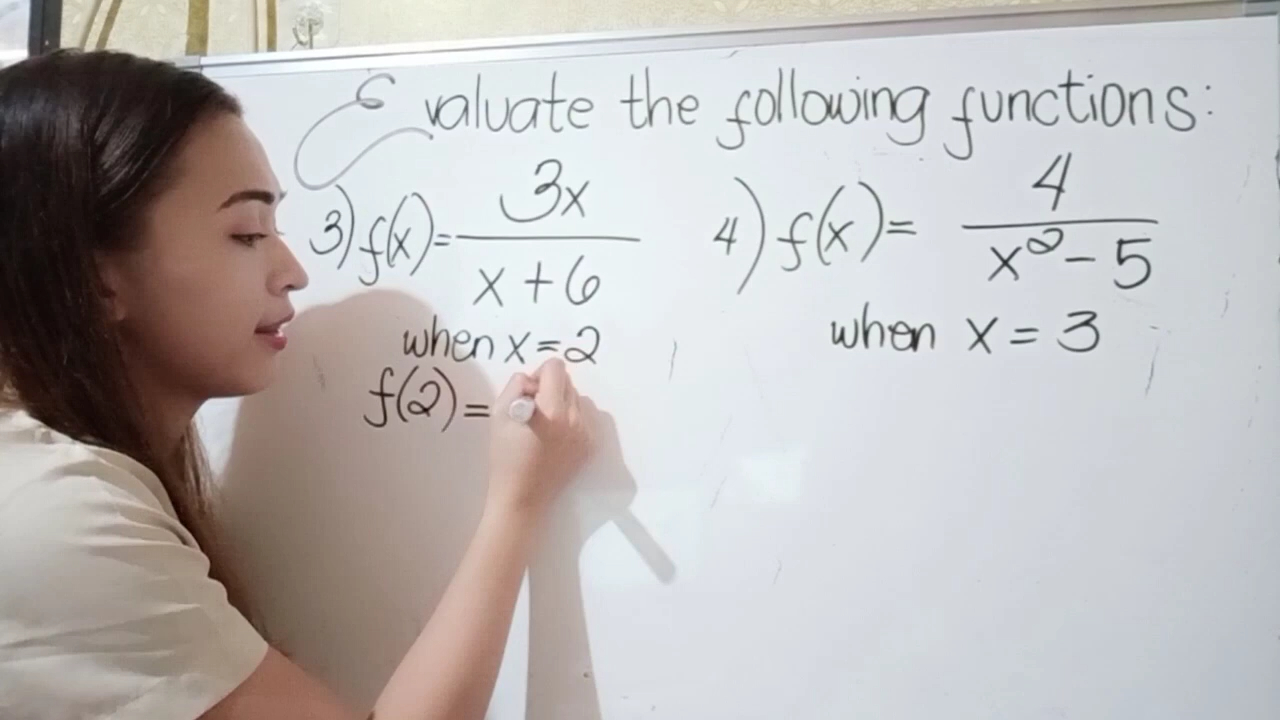 Evaluate the following functions:
3) f(x) = 3x / x + 6
when x = 2
f(2) =
4) f(x) = 4 / x² - 5
when x = 3